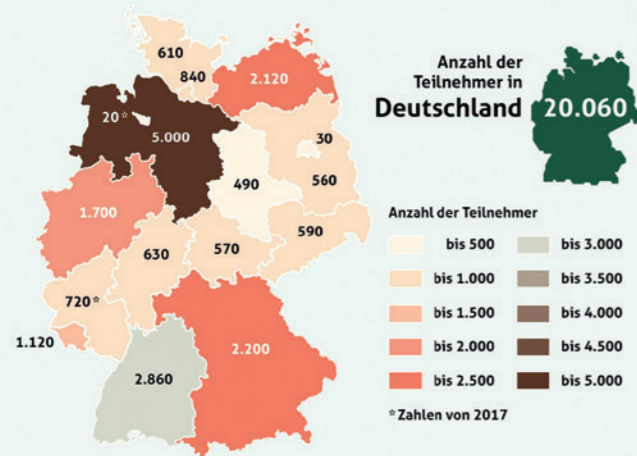 610
840
2.120
20*
5.000
30
490
560
1.700
590
630
570
720*
1.120
2.200
2.860
Anzahl der
Teilnehmer in
Deutschland
20.060
Anzahl der Teilnehmer
bis 500
bis 1.000
bis 1.500
bis 2.000
bis 2.500
bis 3.000
bis 3.500
bis 4.000
bis 4.500
bis 5.000
*Zahlen von 2017